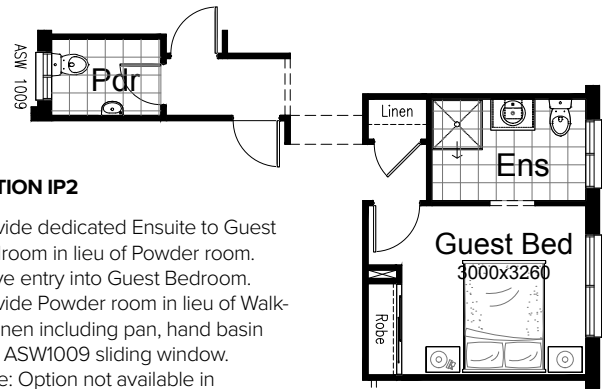 ASW 1009
Pdr
Linen
Ens
Guest Bed
3000x3260
Robe
TION IP2
vide dedicated Ensuite to Guest
droom in lieu of Powder room.
ve entry into Guest Bedroom.
vide Powder room in lieu of Walk-
inen including pan, hand basin
ASW1009 sliding window.
e: Option not available in